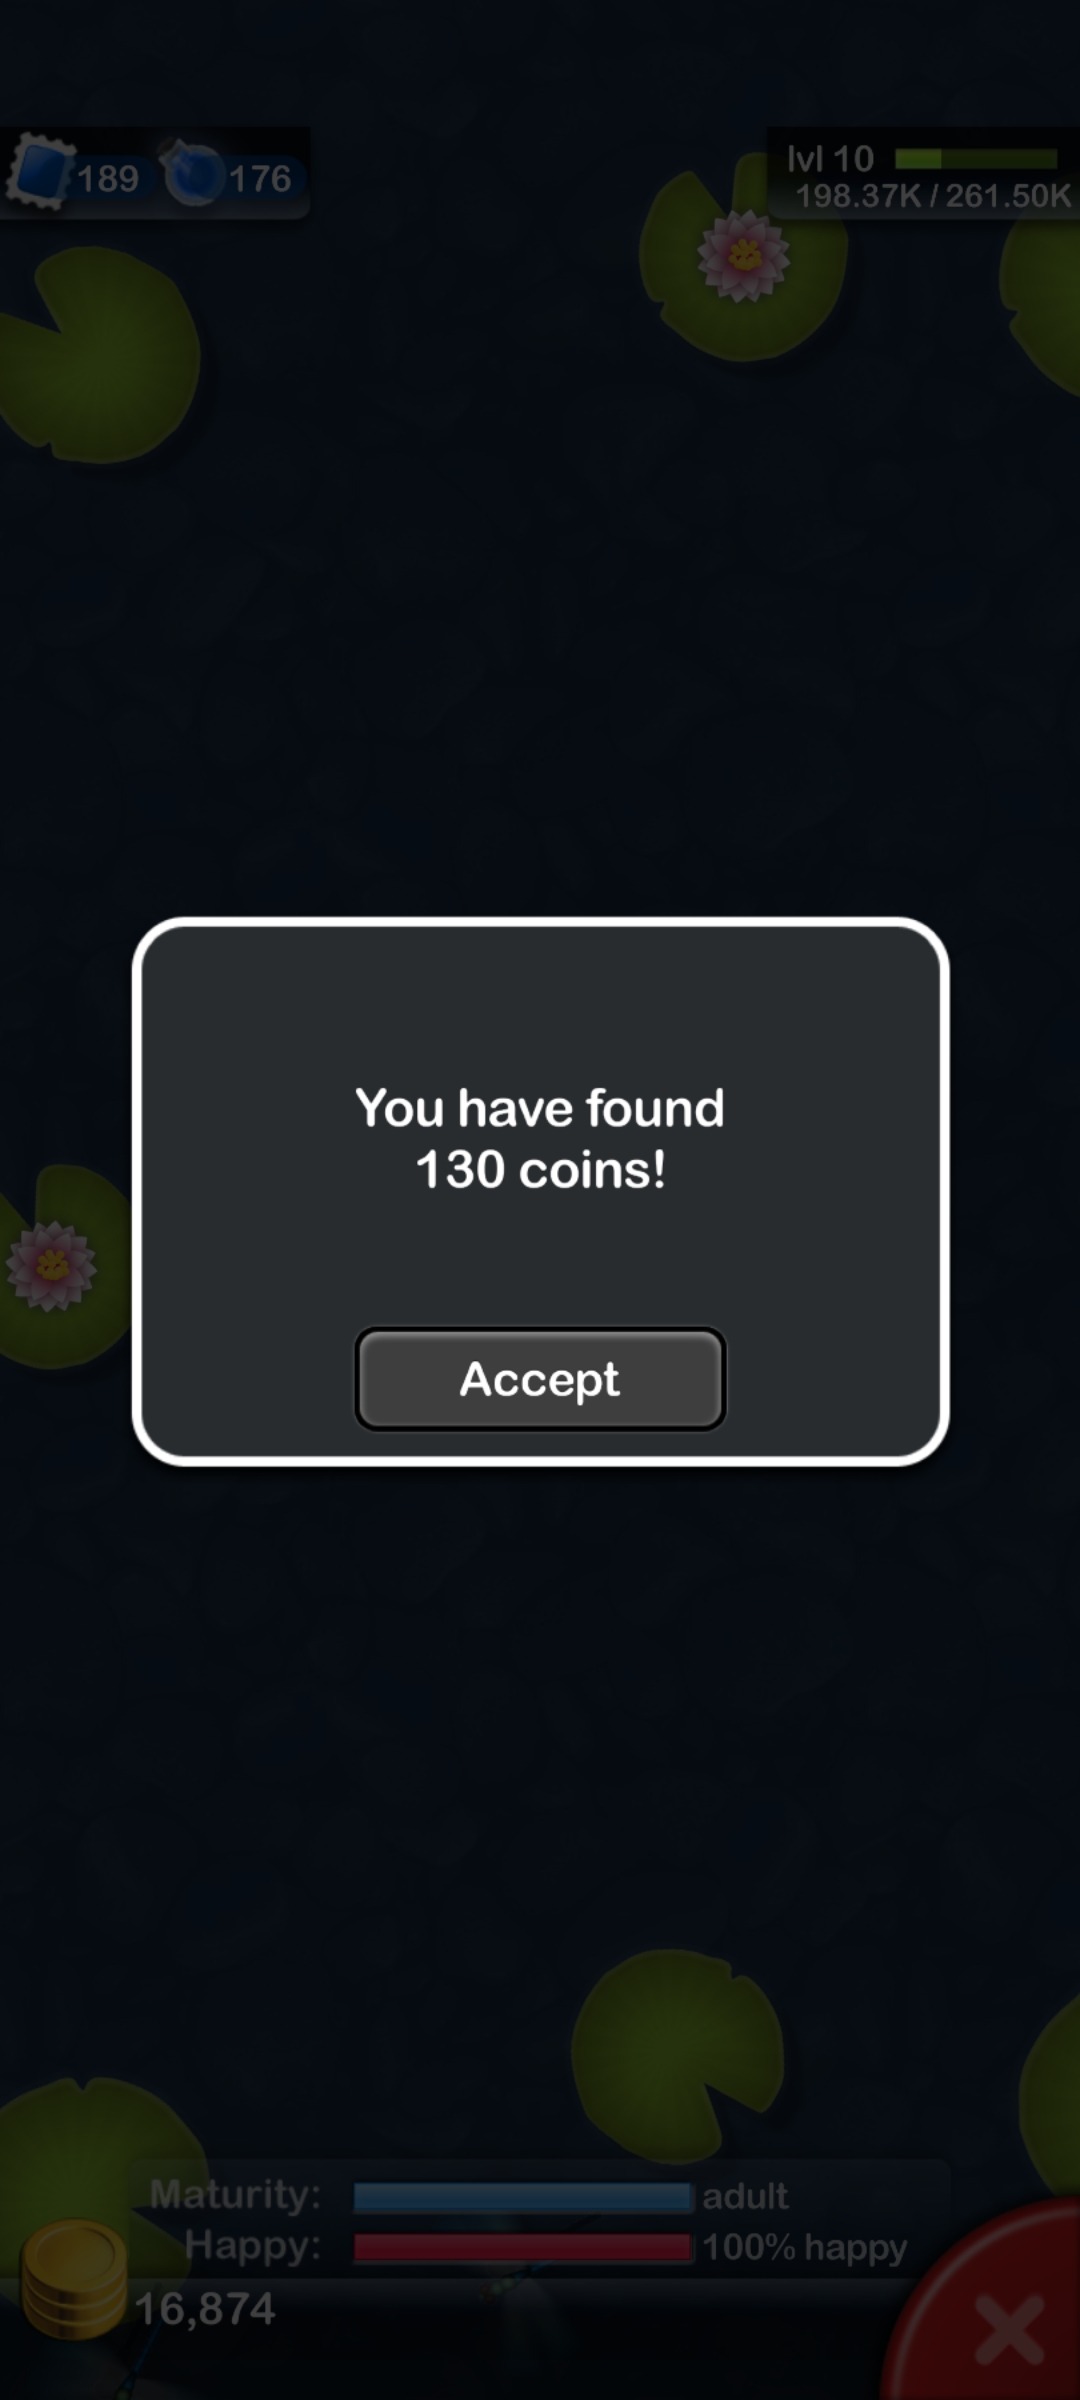 189 176
lvl 10
198.37K / 261.50K
You have found
130 coins!
Accept
Maturity: adult
Happy: 100% happy
16,874